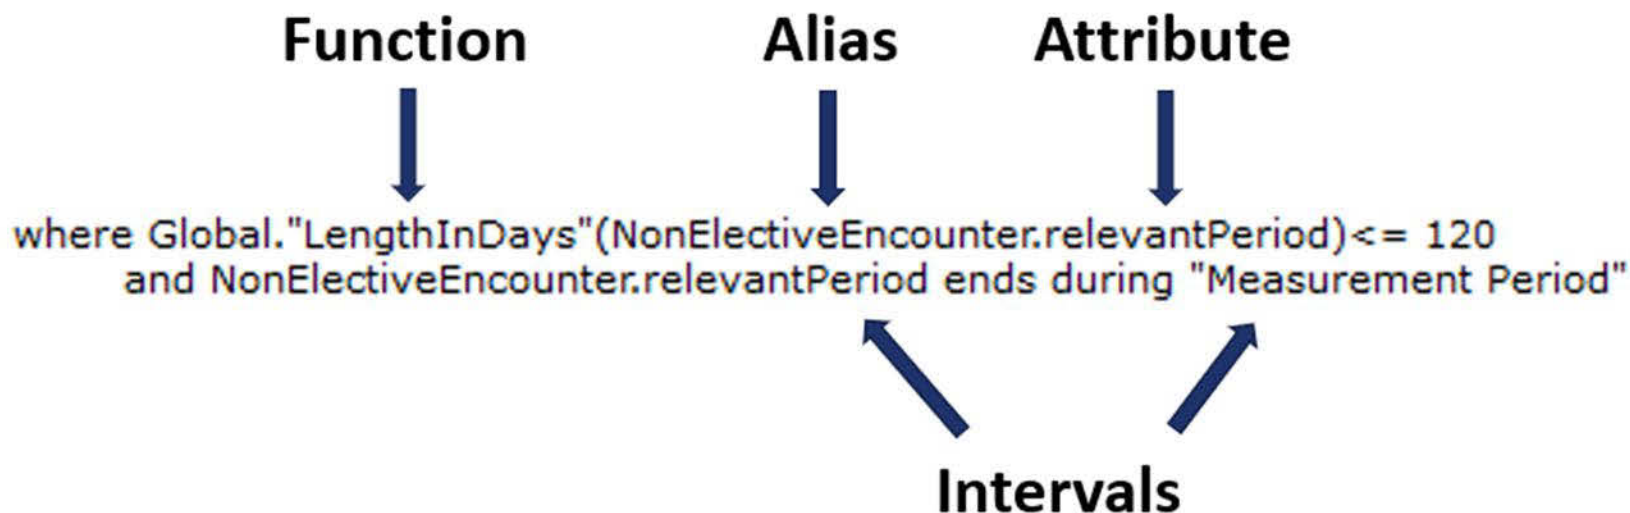 Function Alias Attribute
where Global."LengthInDays"(NonElectiveEncounter.relevantPeriod)<= 120
and NonElectiveEncounter.relevantPeriod ends during "Measurement Period"
Intervals